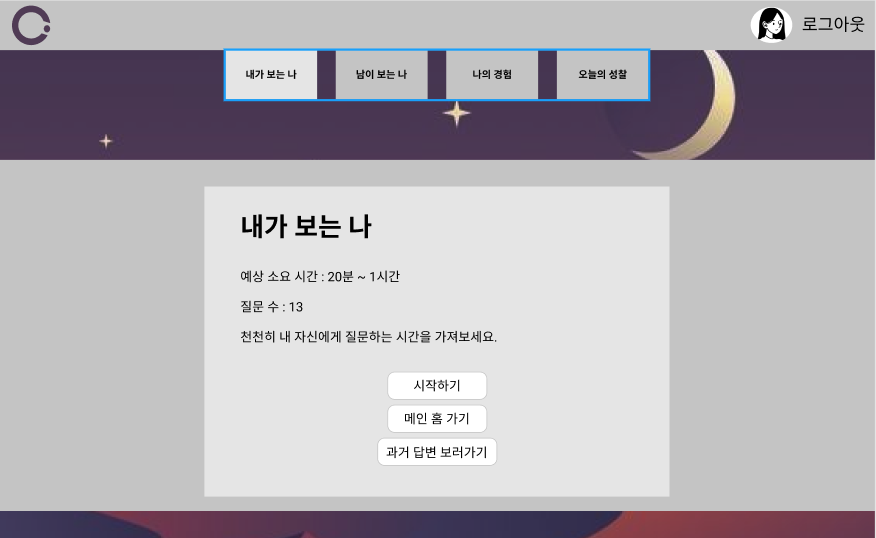 로그아웃
내가 보는 나
남이 보는 나
나의 경험
오늘의 성찰
내가 보는 나
예상 소요 시간 : 20분 ~ 1시간
질문 수 : 13
천천히 내 자신에게 질문하는 시간을 가져보세요.
시작하기
메인 홈 가기
과거 답변 보러가기